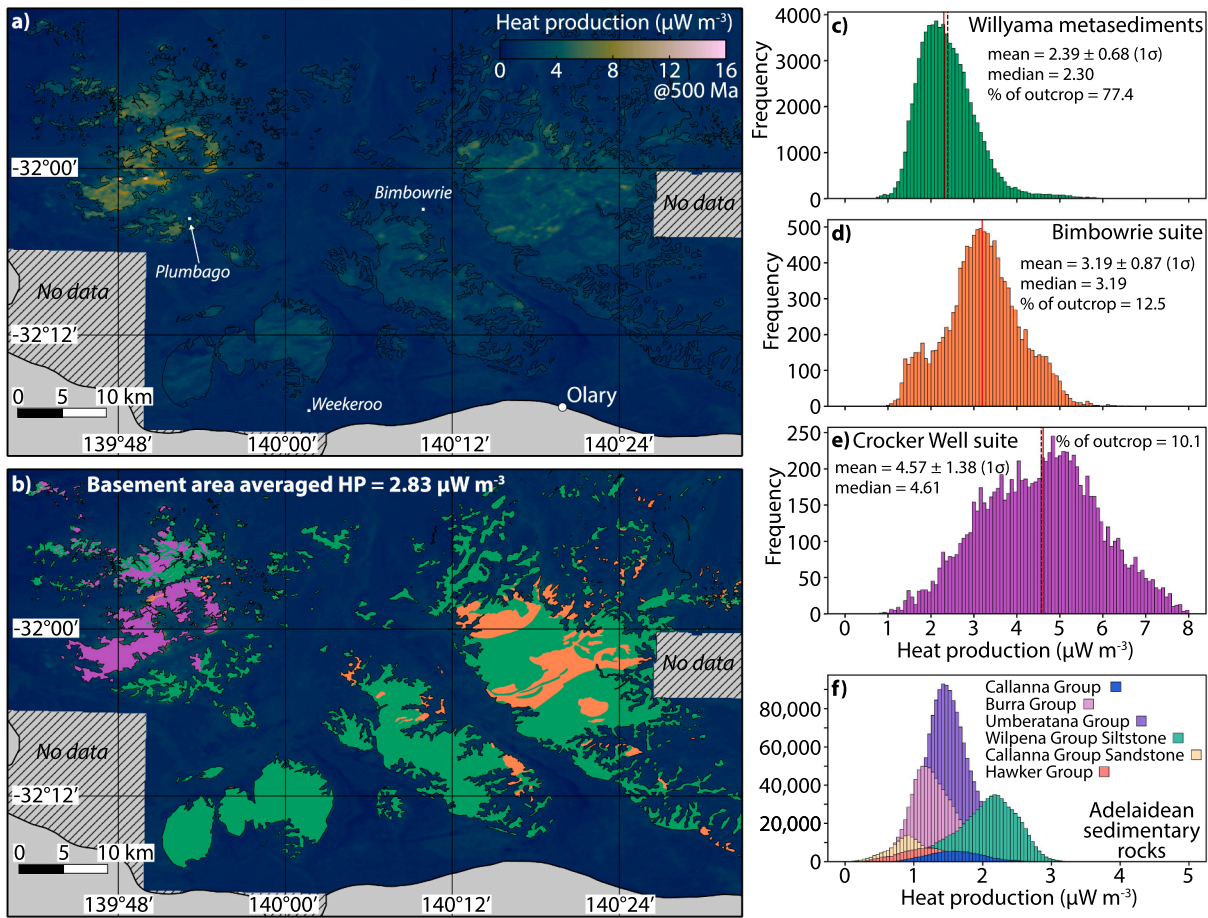 a)
Heat production (µW m-3)
0 4 8 12 16
@500 Ma
-32°00’
Bimbowrie
No data
Plumbago
No data
-32°12’
0 5 10 km
Weekeroo
Olary
139°48’ 140°00’ 140°12’ 140°24’
b) Basement area averaged HP = 2.83 µW m-3
-32°00’
No data
No data
-32°12’
0 5 10 km
139°48’ 140°00’ 140°12’ 140°24’
c) Willyama metasediments
mean = 2.39 ± 0.68 (1σ)
median = 2.30
% of outcrop = 77.4
Frequency
4000
3000
2000
1000
0
d) Bimbowrie suite
mean = 3.19 ± 0.87 (1σ)
median = 3.19
% of outcrop = 12.5
Frequency
500
400
300
200
100
0
e) Crocker Well suite % of outcrop = 10.1
mean = 4.57 ± 1.38 (1σ)
median = 4.61
Frequency
250
200
150
100
50
0
0 1 2 3 4 5 6 7 8
Heat production (µW m-3)
f)
Callanna Group
Burra Group
Umberatana Group
Wilpena Group Siltstone
Callanna Group Sandstone
Hawker Group
Adelaidean
sedimentary
rocks
80,000
60,000
40,000
20,000
0
0 1 2 3 4 5
Heat production (µW m-3)